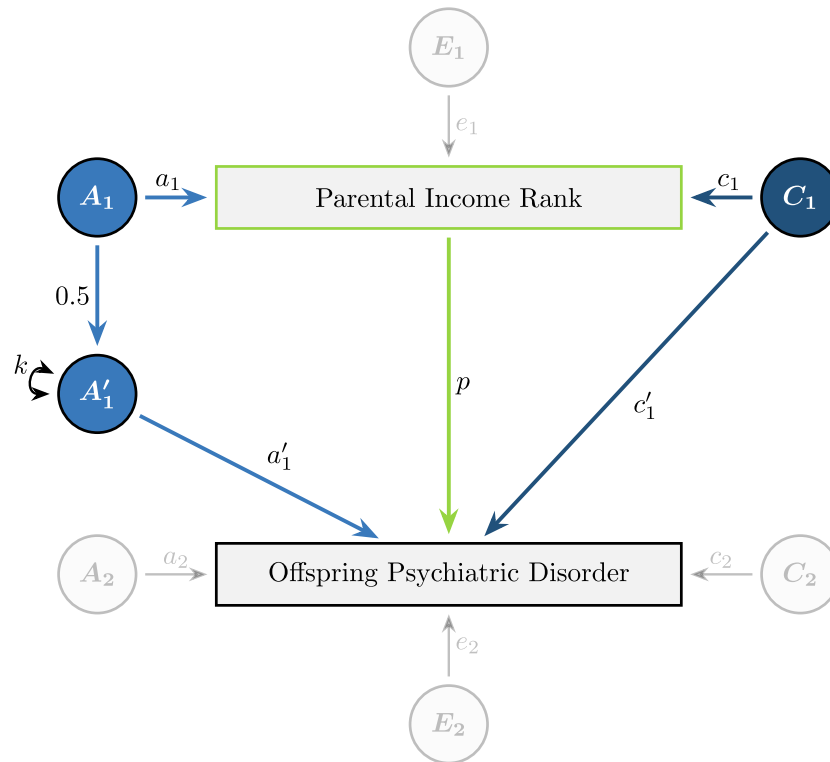 E₁
e₁
A₁
a₁
Parental Income Rank
c₁
C₁
0.5
k
A′₁
p
c′₁
a′₁
A₂
a₂
Offspring Psychiatric Disorder
c₂
C₂
e₂
E₂